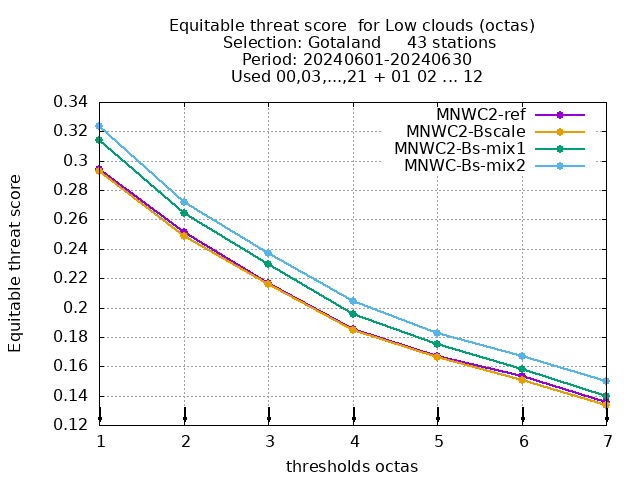 Equitable threat score  for Low clouds (octas)
Selection: Gotaland     43 stations
Period: 20240601-20240630
Used 00,03,...,21 + 01 02 ... 12
MNWC2-ref
MNWC2-Bscale
MNWC2-Bs-mix1
MNWC-Bs-mix2
Equitable threat score
0.34
0.32
0.3
0.28
0.26
0.24
0.22
0.2
0.18
0.16
0.14
0.12
1 2 3 4 5 6 7
thresholds octas